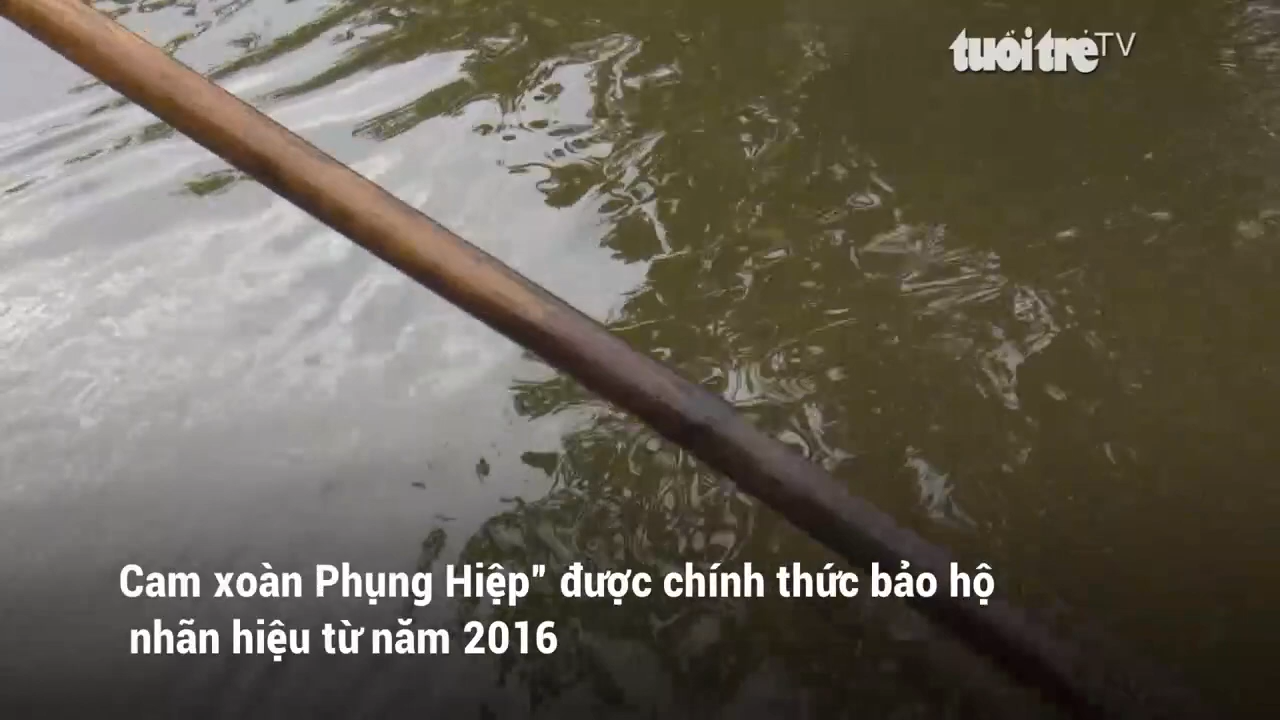 tuổi trẻ TV
Cam xoàn Phụng Hiệp” được chính thức bảo hộ
nhãn hiệu từ năm 2016